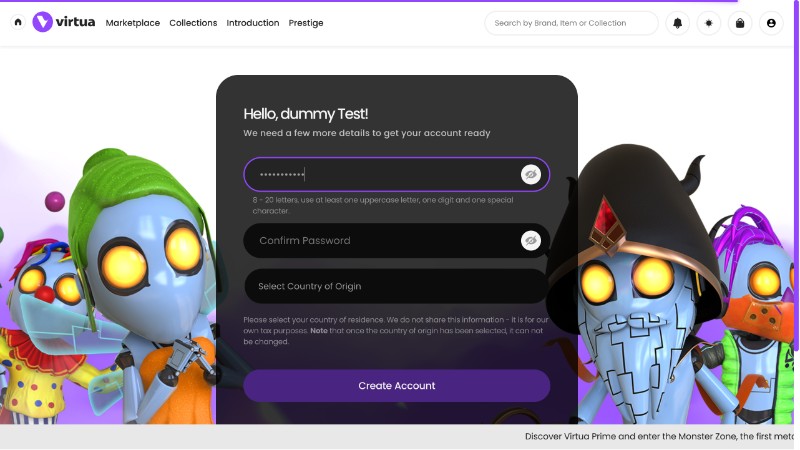 virtua
Marketplace
Collections
Introduction
Prestige
Search by Brand, Item or Collection
Hello, dummy Test!
We need a few more details to get your account ready
8 - 20 letters, use at least one uppercase letter, one digit and one special
character.
Confirm Password
Select Country of Origin
Please select your country of residence. We do not share this information - it is for our
own tax purposes. Note that once the country of origin has been selected, it can not
be changed.
Create Account
Discover Virtua Prime and enter the Monster Zone, the first